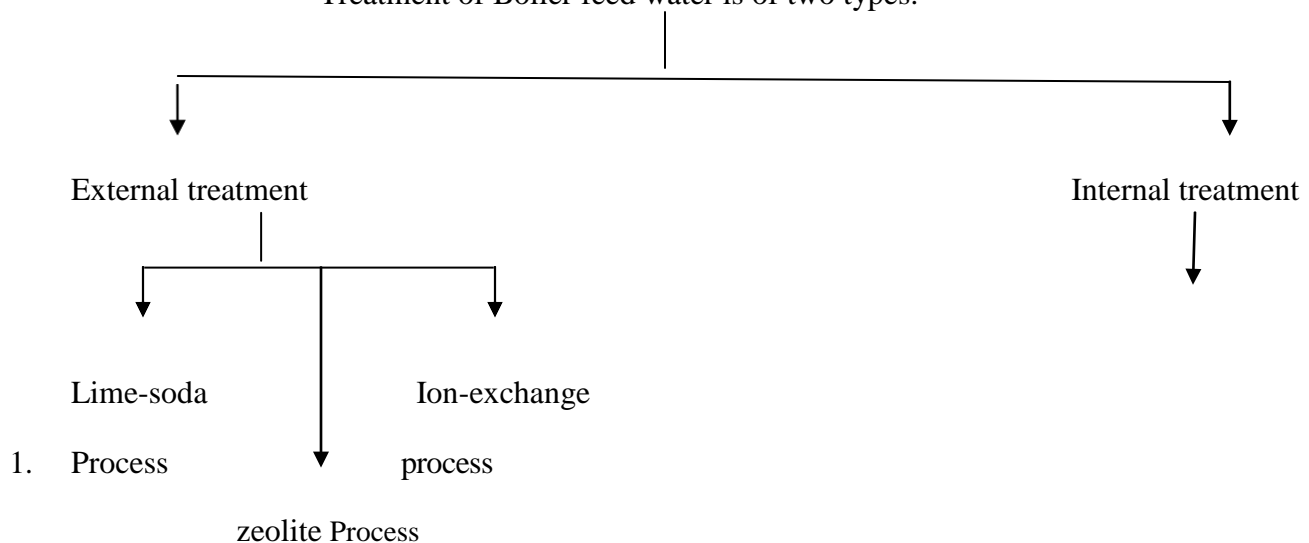 Treatment of Boiler feed water is of two types.
External treatment
Internal treatment
Lime-soda
Ion-exchange
1. Process
process
zeolite Process